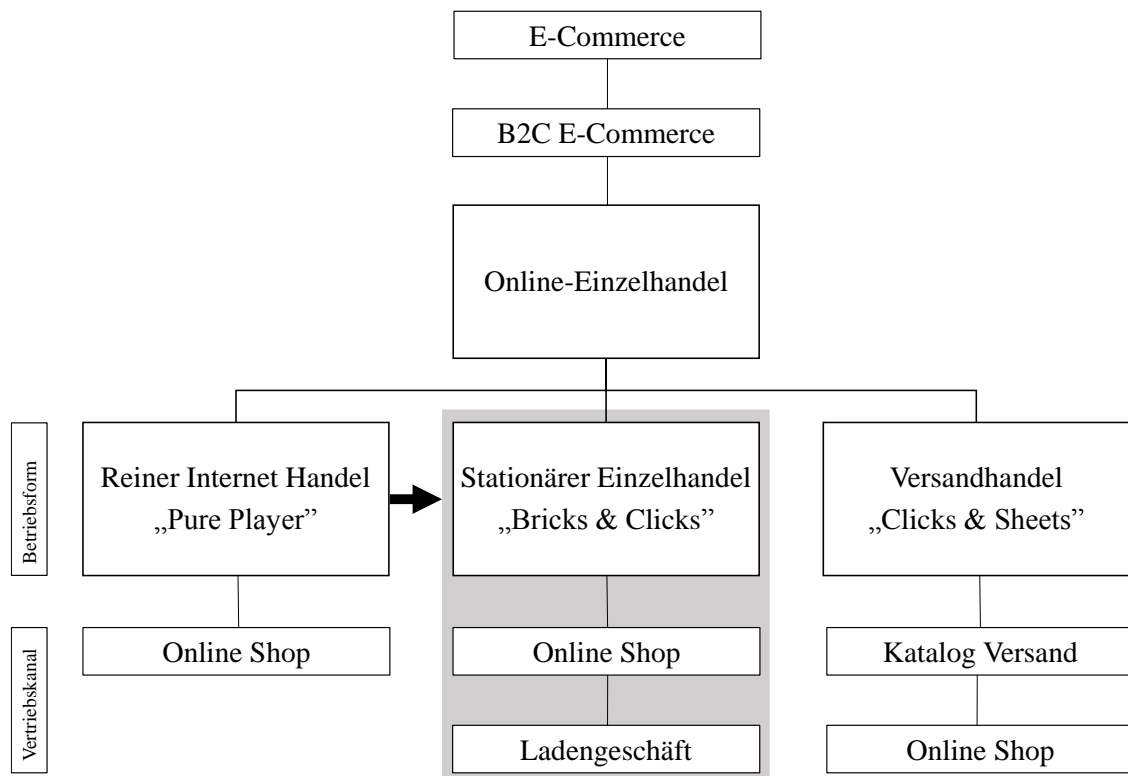 E-Commerce
B2C E-Commerce
Online-Einzelhandel
Betriebsform
Reiner Internet Handel
„Pure Player”
Stationärer Einzelhandel
„Bricks & Clicks”
Versandhandel
„Clicks & Sheets”
Vertriebskanal
Online Shop
Online Shop
Katalog Versand
Ladengeschäft
Online Shop